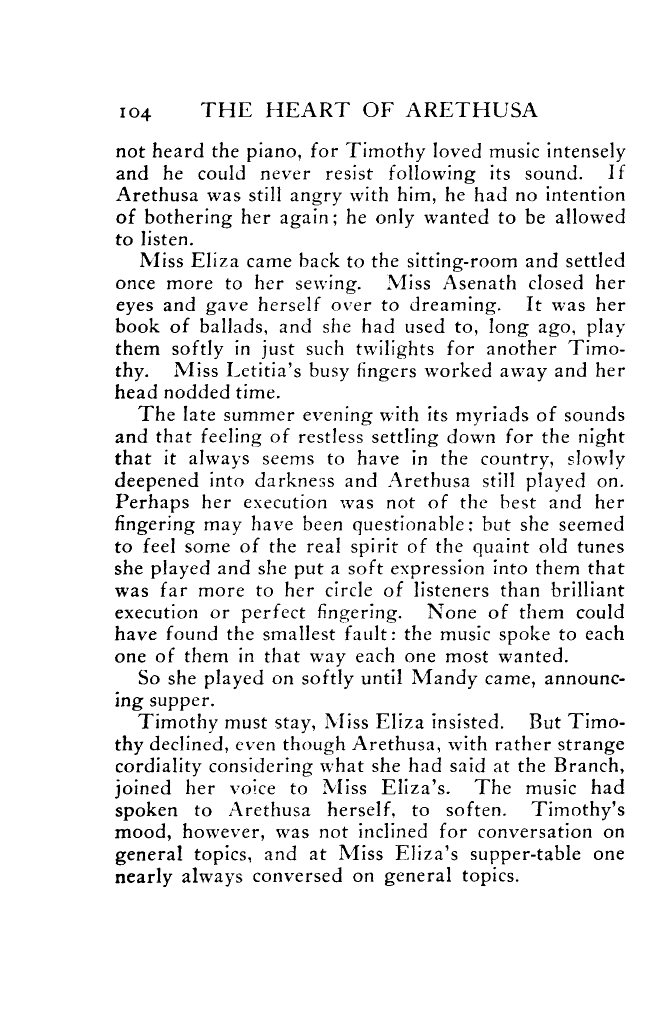 104 THE HEART OF ARETHUSA
not heard the piano, for Timothy loved music intensely
and he could never resist following its sound. If
Arethusa was still angry with him, he had no intention
of bothering her again; he only wanted to be allowed
to listen.
Miss Eliza came back to the sitting-room and settled
once more to her sewing. Miss Asenath closed her
eyes and gave herself over to dreaming. It was her
book of ballads, and she had used to, long ago, play
them softly in just such twilights for another Timo-
thy. Miss Letitia's busy fingers worked away and her
head nodded time.
The late summer evening with its myriads of sounds
and that feeling of restless settling down for the night
that it always seems to have in the country, slowly
deepened into darkness and Arethusa still played on.
Perhaps her execution was not of the best and her
fingering may have been questionable; but she seemed
to feel some of the real spirit of the quaint old tunes
she played and she put a soft expression into them that
was far more to her circle of listeners than brilliant
execution or perfect fingering. None of them could
have found the smallest fault: the music spoke to each
one of them in that way each one most wanted.
So she played on softly until Mandy came, announc-
ing supper.
Timothy must stay, Miss Eliza insisted. But Timo-
thy declined, even though Arethusa, with rather strange
cordiality considering what she had said at the Branch,
joined her voice to Miss Eliza's. The music had
spoken to Arethusa herself, to soften. Timothy's
mood, however, was not inclined for conversation on
general topics, and at Miss Eliza's supper-table one
nearly always conversed on general topics.